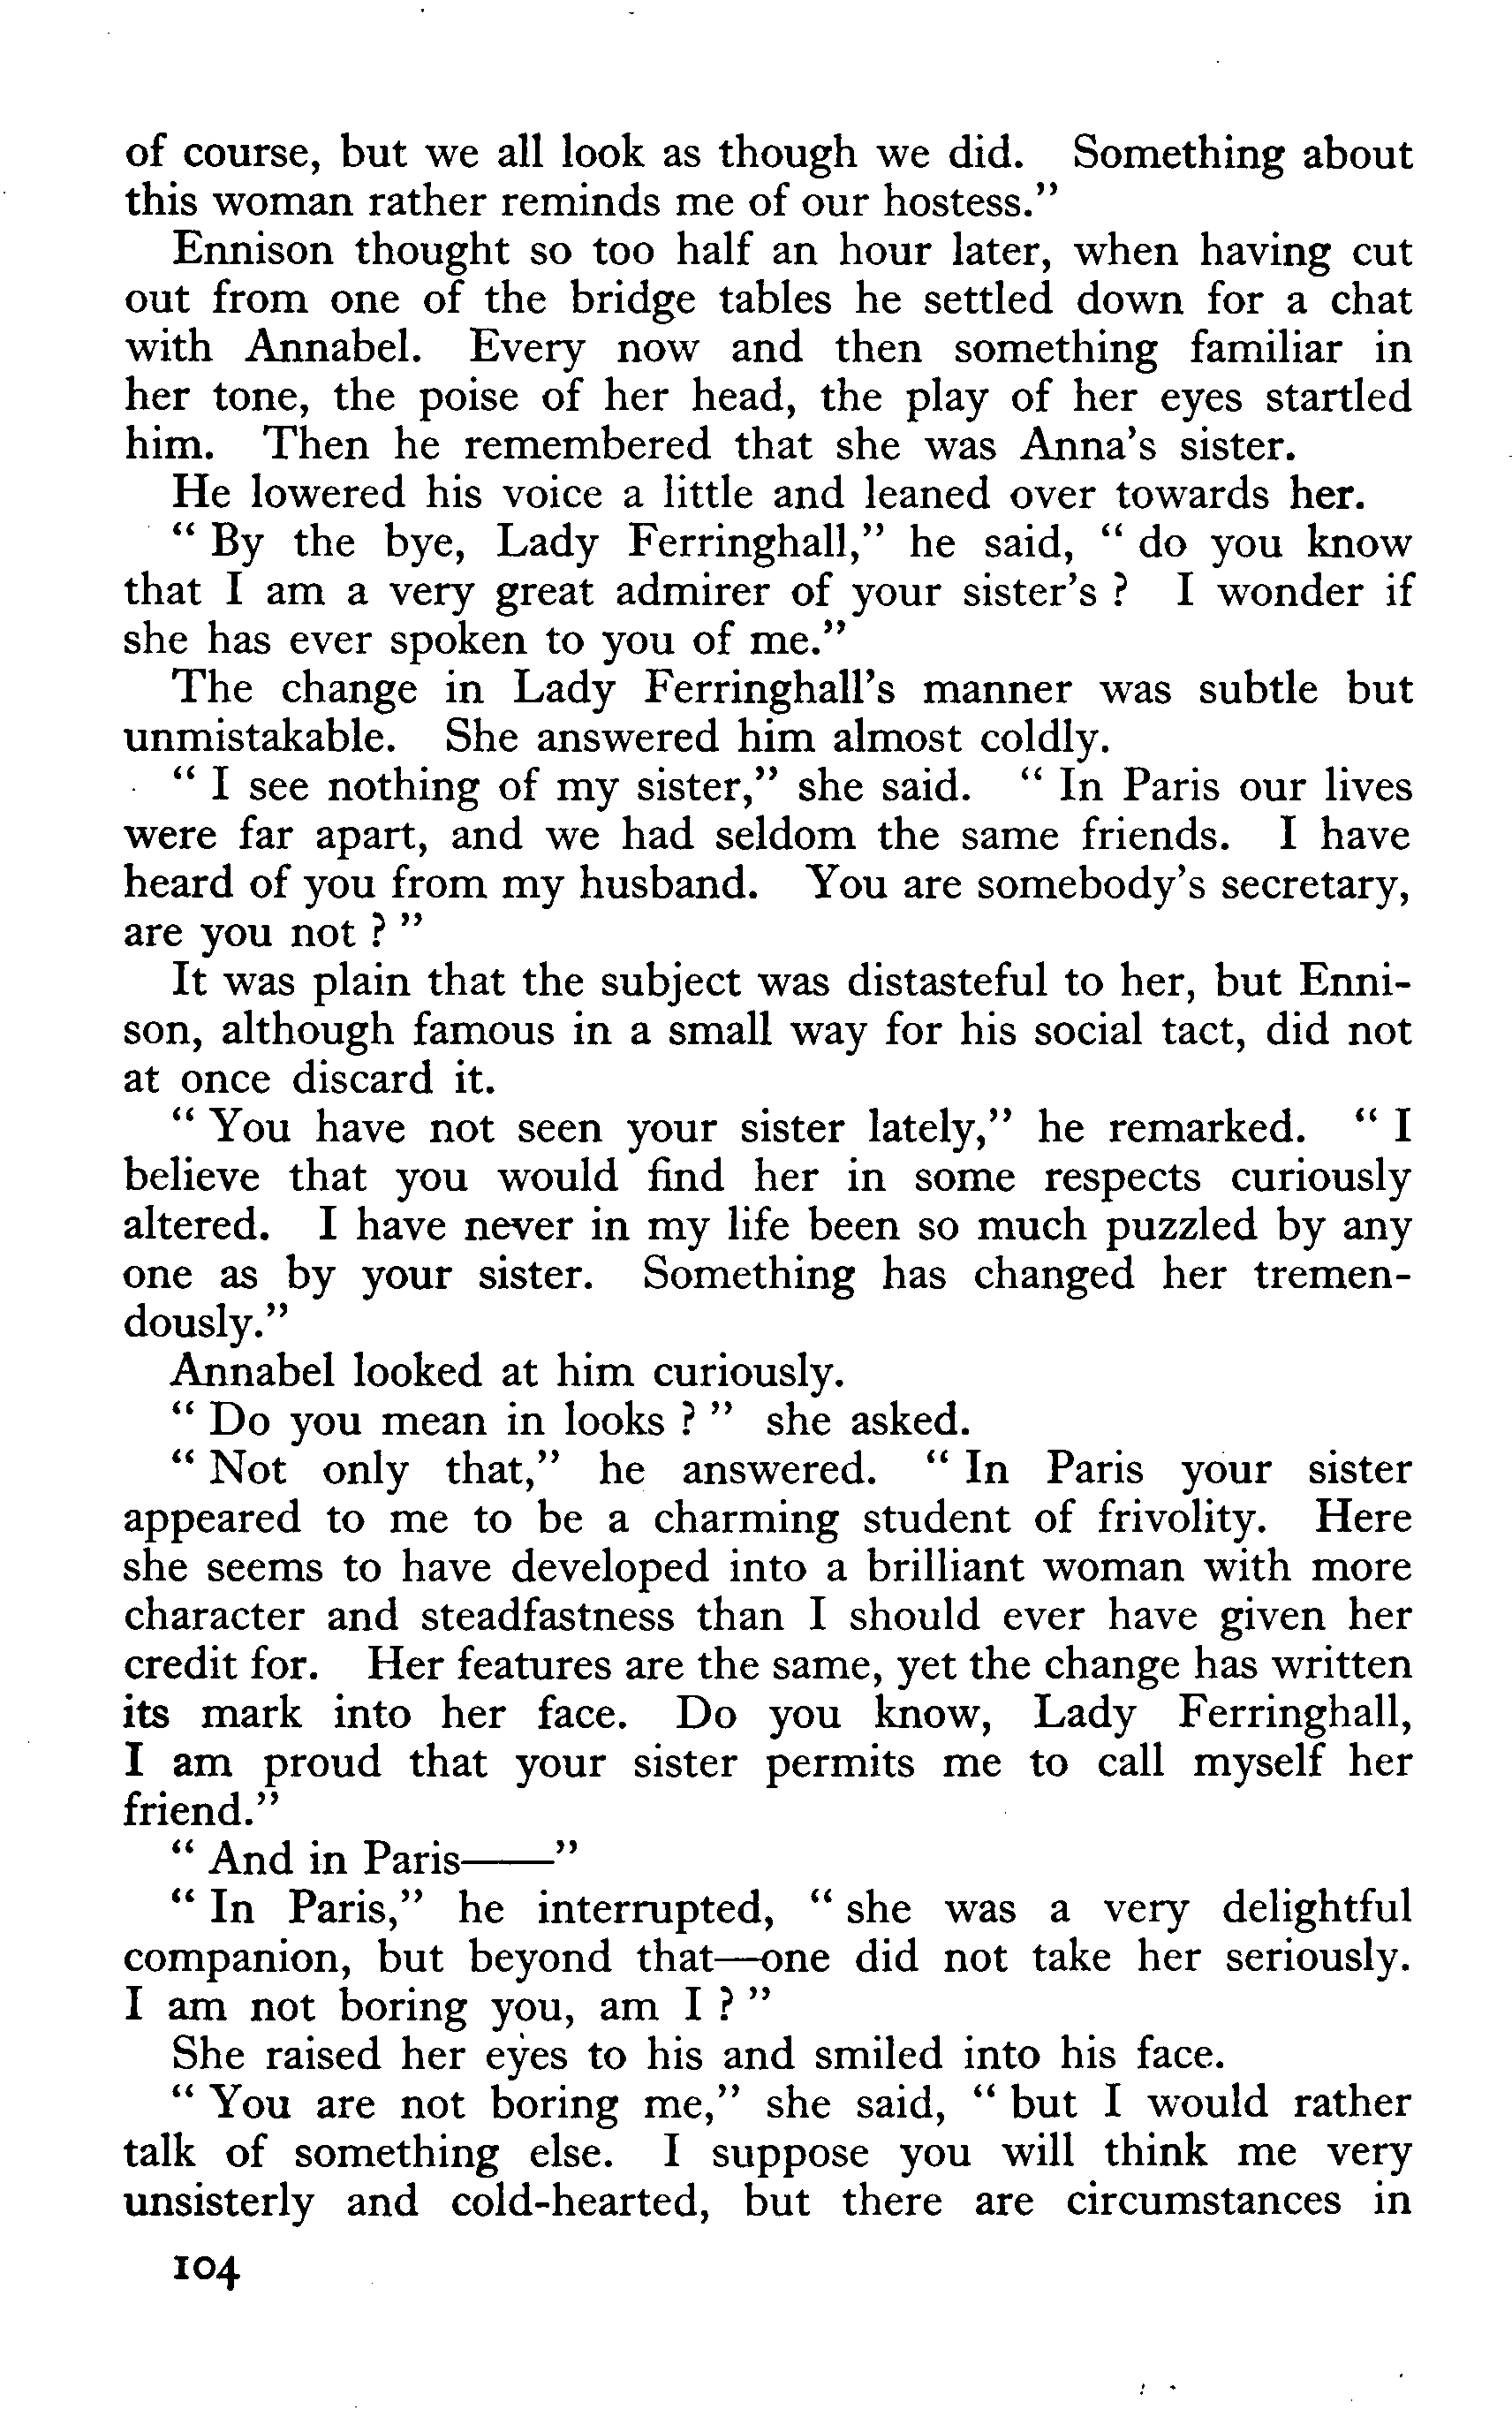 of course, but we all look as though we did. Something about
this woman rather reminds me of our hostess.”
Ennison thought so too half an hour later, when having cut
out from one of the bridge tables he settled down for a chat
with Annabel. Every now and then something familiar in
her tone, the poise of her head, the play of her eyes startled
him. Then he remembered that she was Anna’s sister.
He lowered his voice a little and leaned over towards her.
“ By the bye, Lady Ferringhall,” he said, “ do you know
that I am a very great admirer of your sister’s ? I wonder if
she has ever spoken to you of me.”
The change in Lady Ferringhall’s manner was subtle but
unmistakable. She answered him almost coldly.
“ I see nothing of my sister,” she said. “ In Paris our lives
were far apart, and we had seldom the same friends. I have
heard of you from my husband. You are somebody’s secretary,
are you not ? ”
It was plain that the subject was distasteful to her, but Enni-
son, although famous in a small way for his social tact, did not
at once discard it.
“ You have not seen your sister lately,” he remarked. “ I
believe that you would find her in some respects curiously
altered. I have never in my life been so much puzzled by any
one as by your sister. Something has changed her tremen-
dously.”
Annabel looked at him curiously.
“ Do you mean in looks ? ” she asked.
“ Not only that,” he answered. “ In Paris your sister
appeared to me to be a charming student of frivolity. Here
she seems to have developed into a brilliant woman with more
character and steadfastness than I should ever have given her
credit for. Her features are the same, yet the change has written
its mark into her face. Do you know, Lady Ferringhall,
I am proud that your sister permits me to call myself her
friend.”
“ And in Paris——”
“ In Paris,” he interrupted, “ she was a very delightful
companion, but beyond that—one did not take her seriously.
I am not boring you, am I ? ”
She raised her eyes to his and smiled into his face.
“ You are not boring me,” she said, “ but I would rather
talk of something else. I suppose you will think me very
unsisterly and cold-hearted, but there are circumstances in
104